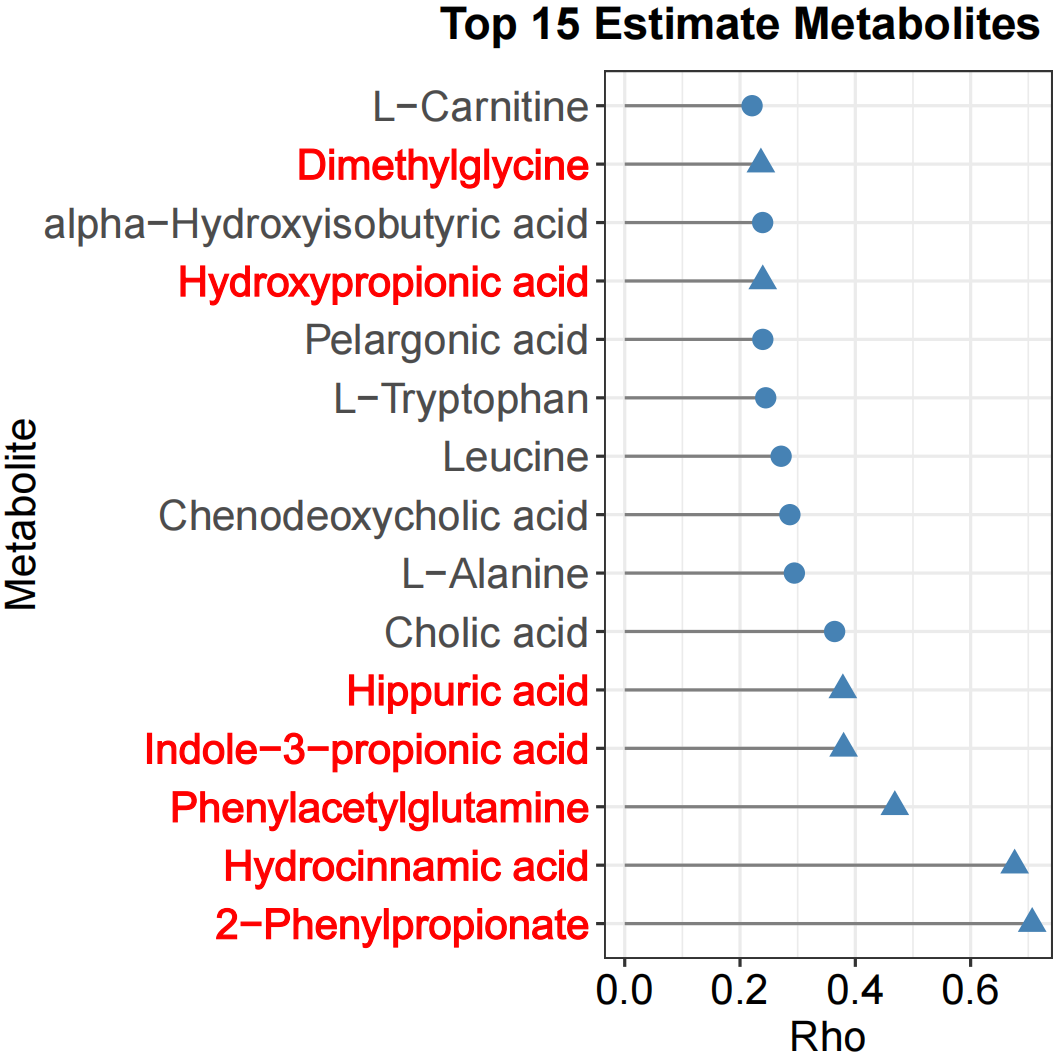 Top 15 Estimate Metabolites
Metabolite
L−Carnitine
Dimethylglycine
alpha−Hydroxyisobutyric acid
Hydroxypropionic acid
Pelargonic acid
L−Tryptophan
Leucine
Chenodeoxycholic acid
L−Alanine
Cholic acid
Hippuric acid
Indole−3−propionic acid
Phenylacetylglutamine
Hydrocinnamic acid
2−Phenylpropionate
0.0 0.2 0.4 0.6
Rho